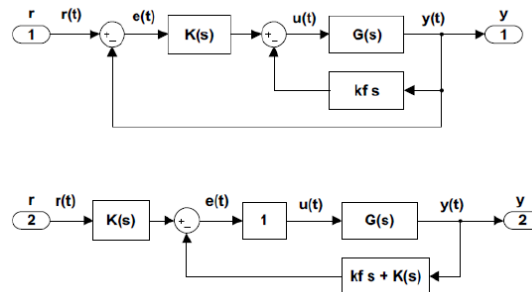 r r(t) e(t) u(t) y(t) y
1 + − K(s) + − G(s) 1
kf s
r r(t) e(t) u(t) y(t) y
2 K(s) + − 1 G(s) 2
kf s + K(s)